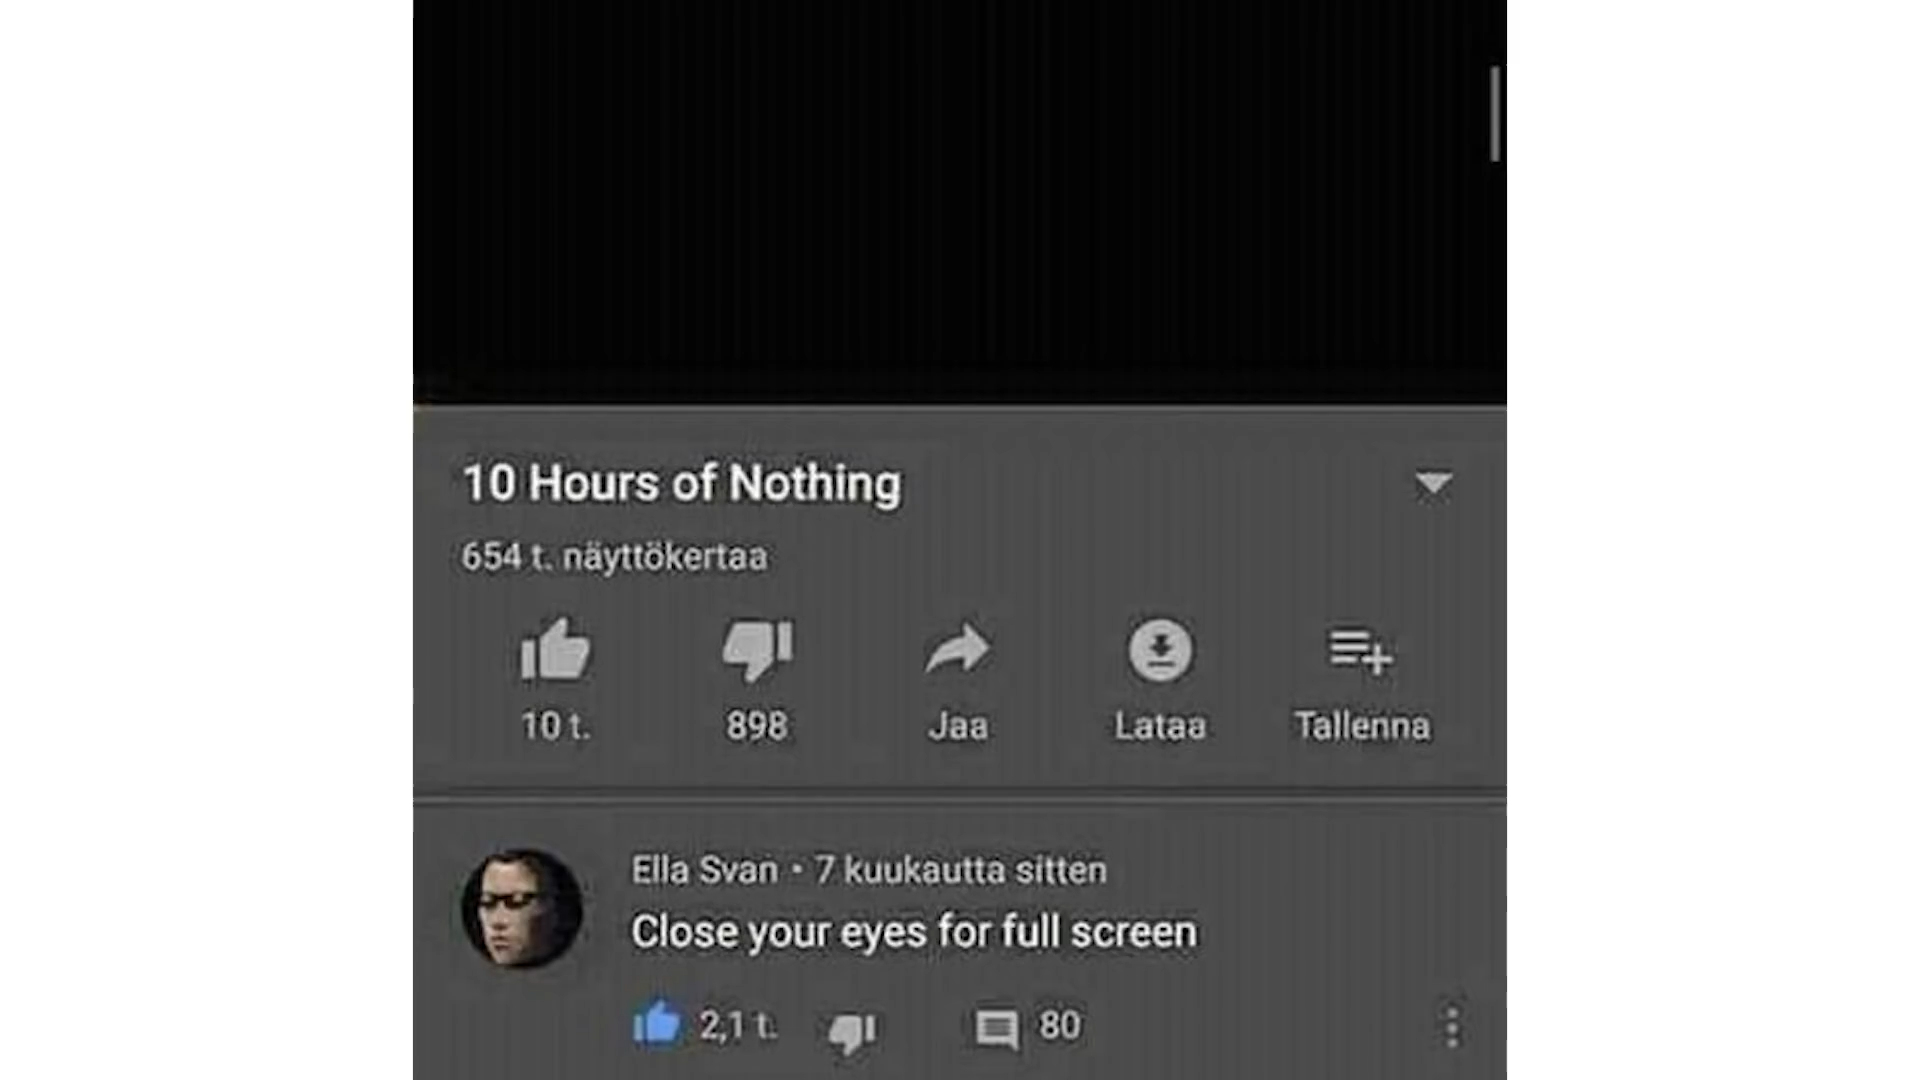 10 Hours of Nothing
654 t. näyttökertaa
10 t. 898 Jaa Lataa Tallenna
Ella Svan • 7 kuukautta sitten
Close your eyes for full screen
2,1 t. 80